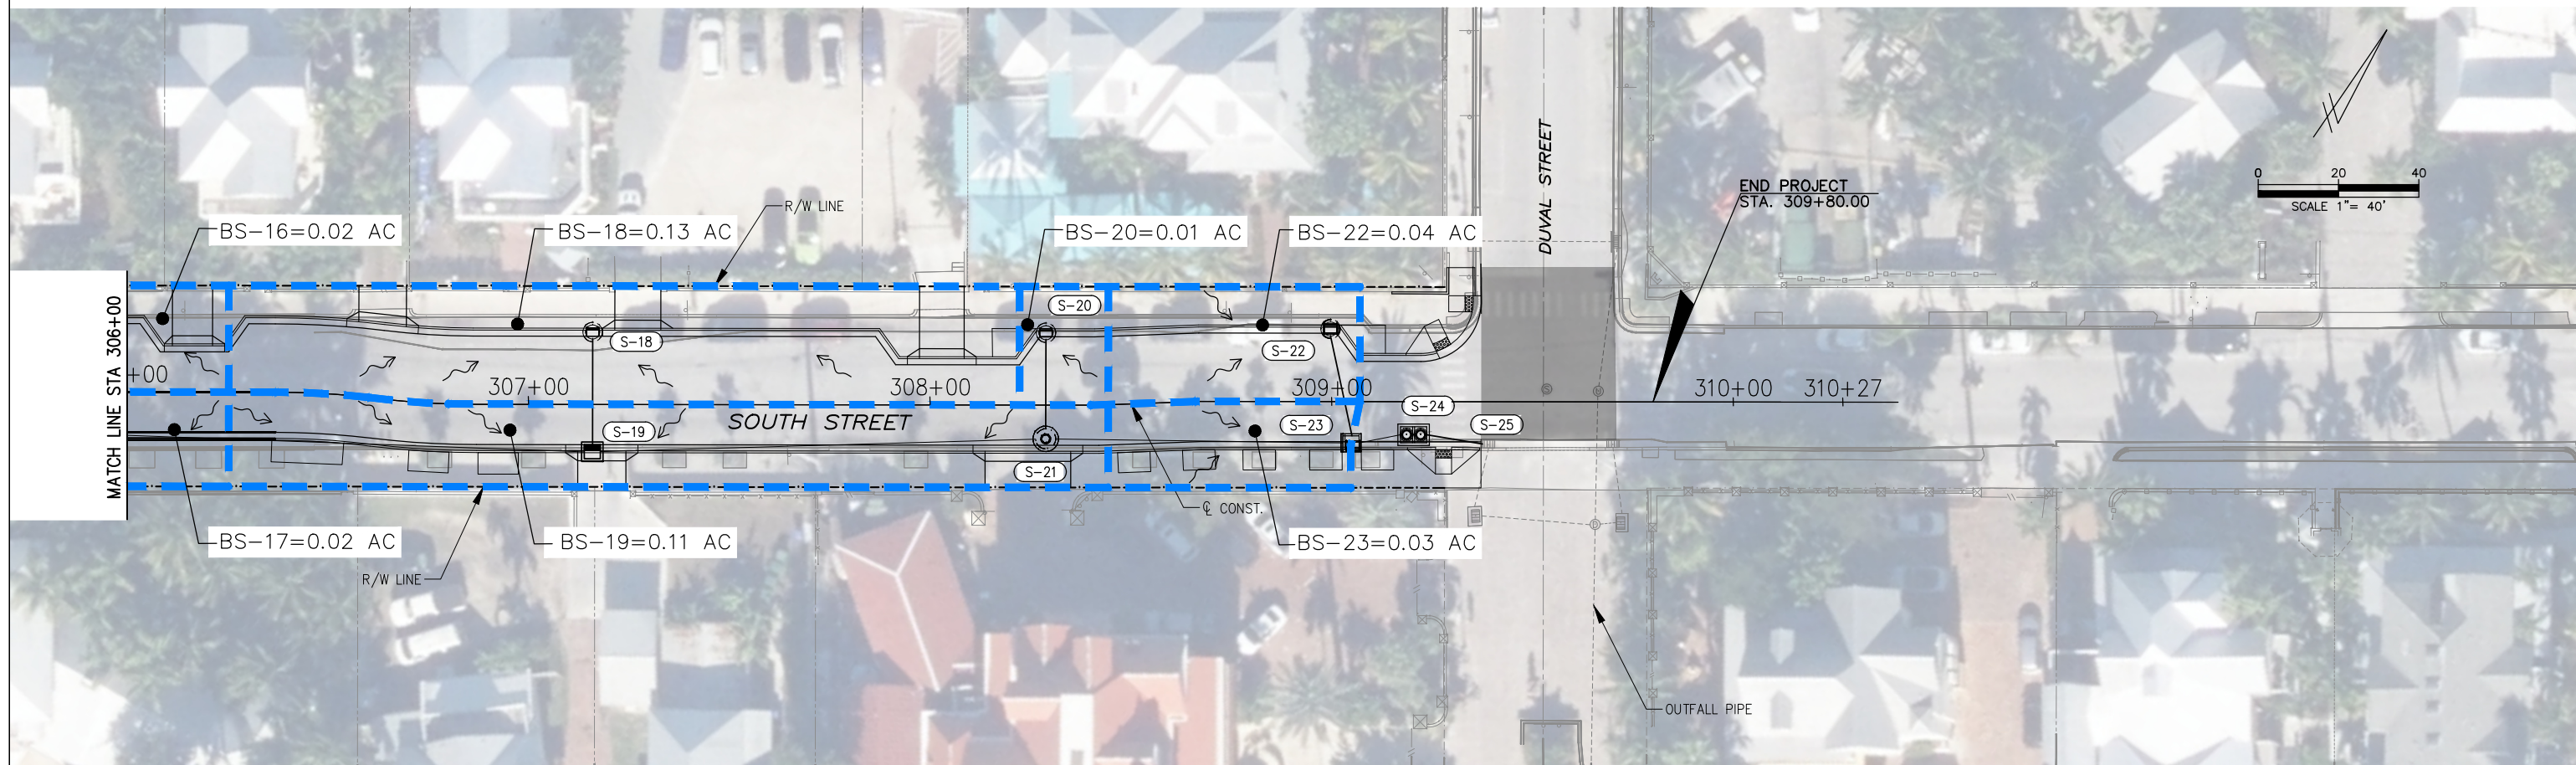 DUVAL STREET
END PROJECT
STA. 309+80.00
0 20 40
SCALE 1"= 40'
R/W LINE
BS-16=0.02 AC
BS-18=0.13 AC
BS-20=0.01 AC
BS-22=0.04 AC
MATCH LINE STA 306+00
S-20
S-18
S-22
+00
307+00
308+00
309+00
310+00
310+27
SOUTH STREET
S-19
S-23
S-24
S-25
S-21
℄ CONST.
BS-17=0.02 AC
BS-19=0.11 AC
BS-23=0.03 AC
R/W LINE
OUTFALL PIPE
S
D